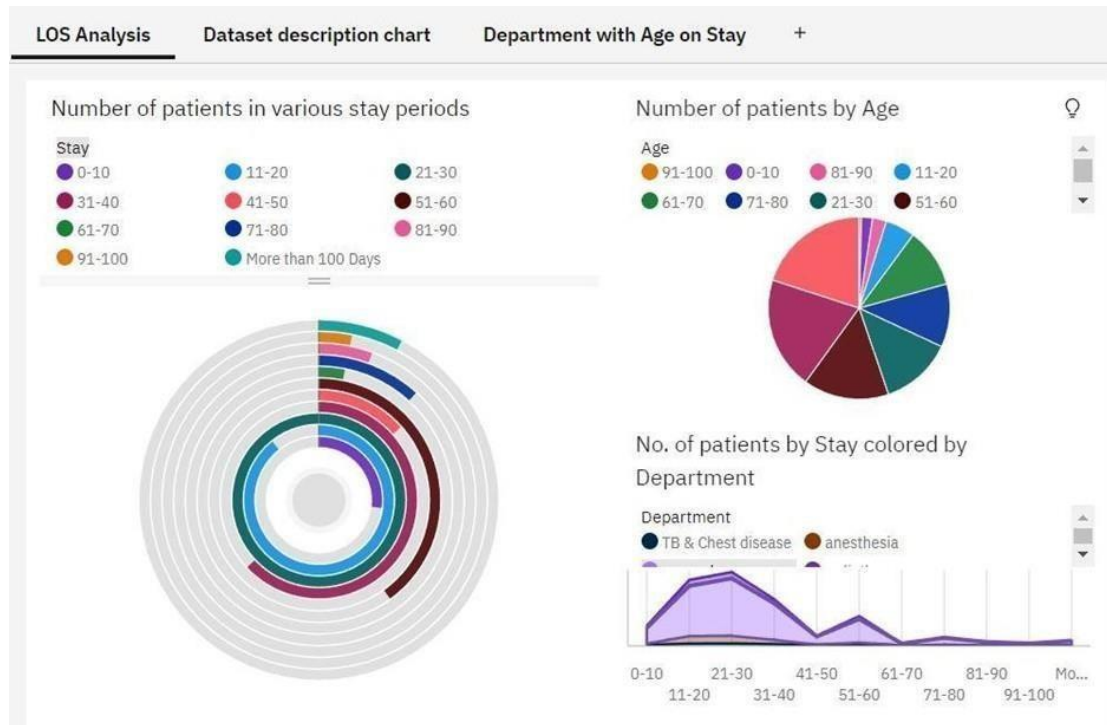 LOS Analysis Dataset description chart Department with Age on Stay +
Number of patients in various stay periods
Stay
0-10 11-20 21-30
31-40 41-50 51-60
61-70 71-80 81-90
91-100 More than 100 Days
Number of patients by Age
Age
91-100 0-10 81-90 11-20
61-70 71-80 21-30 51-60
No. of patients by Stay colored by
Department
Department
TB & Chest disease anesthesia
0-10 21-30 41-50 61-70 81-90 Mo...
11-20 31-40 51-60 71-80 91-100